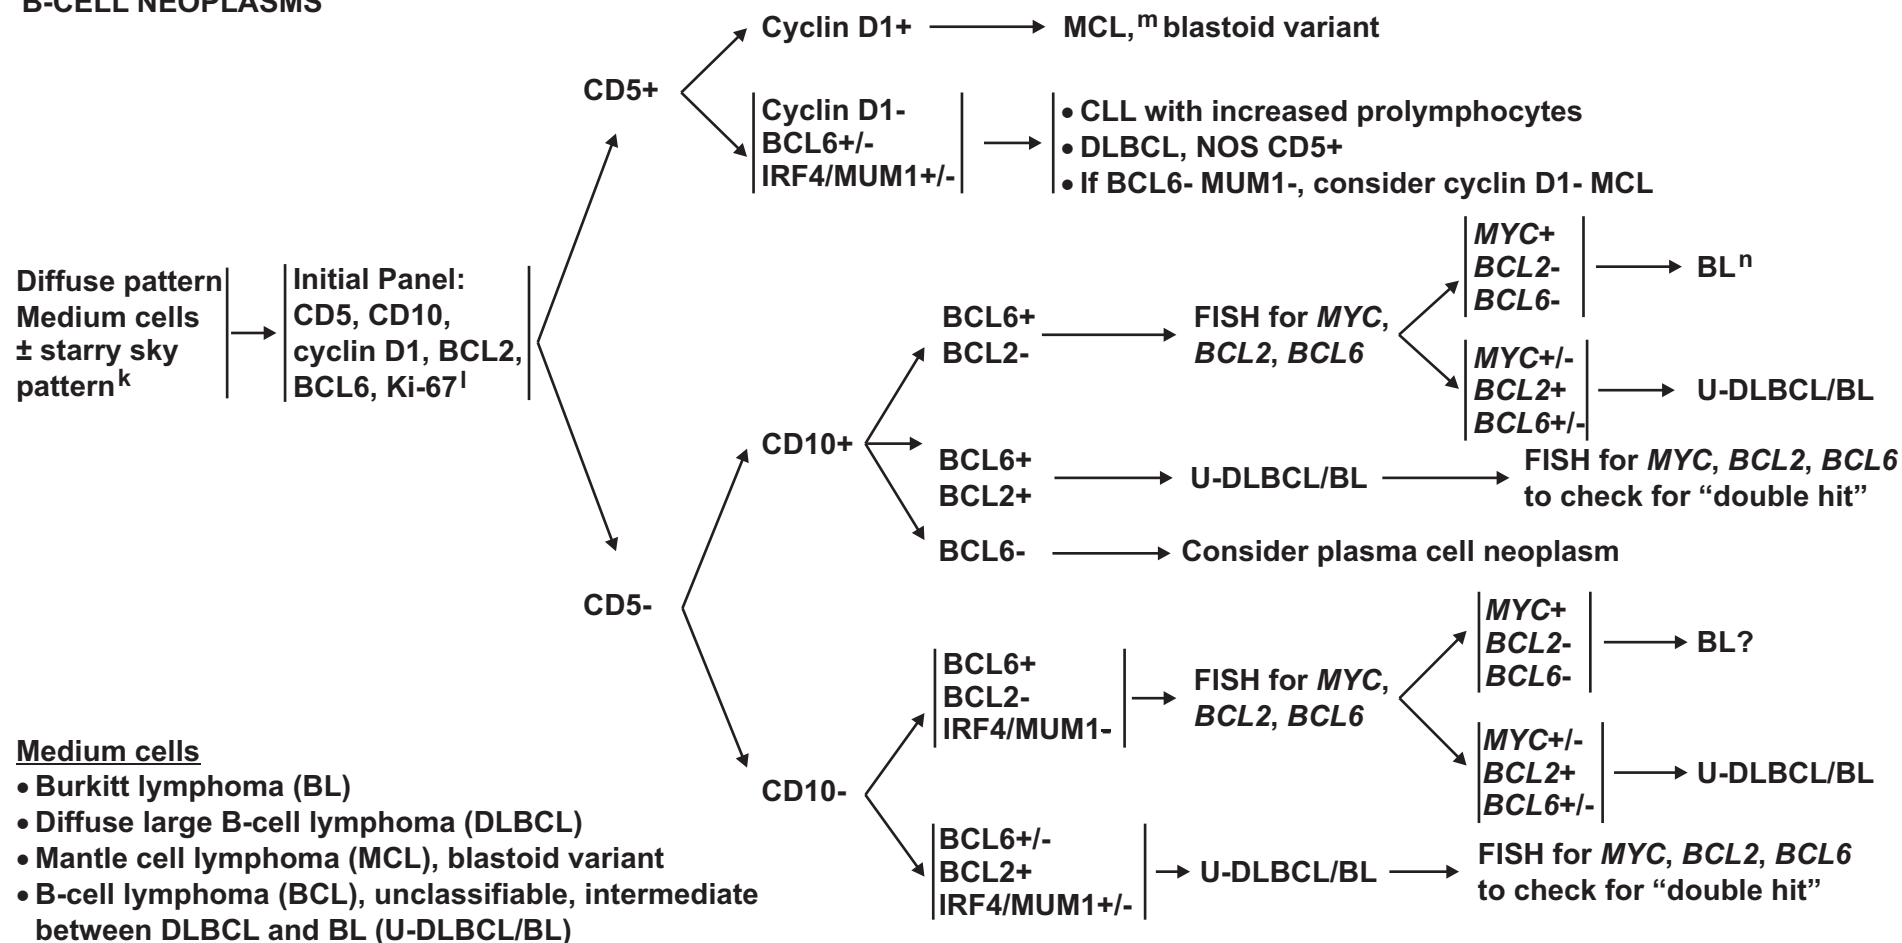 B-CELL NEOPLASMS
Cyclin D1+
MCL,m blastoid variant
CD5+
Cyclin D1-
BCL6+/-
IRF4/MUM1+/-
• CLL with increased prolymphocytes
• DLBCL, NOS CD5+
• If BCL6- MUM1-, consider cyclin D1- MCL
Diffuse pattern
Medium cells
± starry sky
patternk
Initial Panel:
CD5, CD10,
cyclin D1, BCL2,
BCL6, Ki-67l
BCL6+
BCL2-
FISH for MYC,
BCL2, BCL6
MYC+
BCL2-
BCL6-
BLn
MYC+/-
BCL2+
BCL6+/-
U-DLBCL/BL
CD10+
BCL6+
BCL2+
U-DLBCL/BL
FISH for MYC, BCL2, BCL6
to check for “double hit”
BCL6-
Consider plasma cell neoplasm
CD5-
BCL6+
BCL2-
IRF4/MUM1-
FISH for MYC,
BCL2, BCL6
MYC+
BCL2-
BCL6-
BL?
MYC+/-
BCL2+
BCL6+/-
U-DLBCL/BL
CD10-
BCL6+/-
BCL2+
IRF4/MUM1+/-
U-DLBCL/BL
FISH for MYC, BCL2, BCL6
to check for “double hit”
Medium cells
• Burkitt lymphoma (BL)
• Diffuse large B-cell lymphoma (DLBCL)
• Mantle cell lymphoma (MCL), blastoid variant
• B-cell lymphoma (BCL), unclassifiable, intermediate
between DLBCL and BL (U-DLBCL/BL)